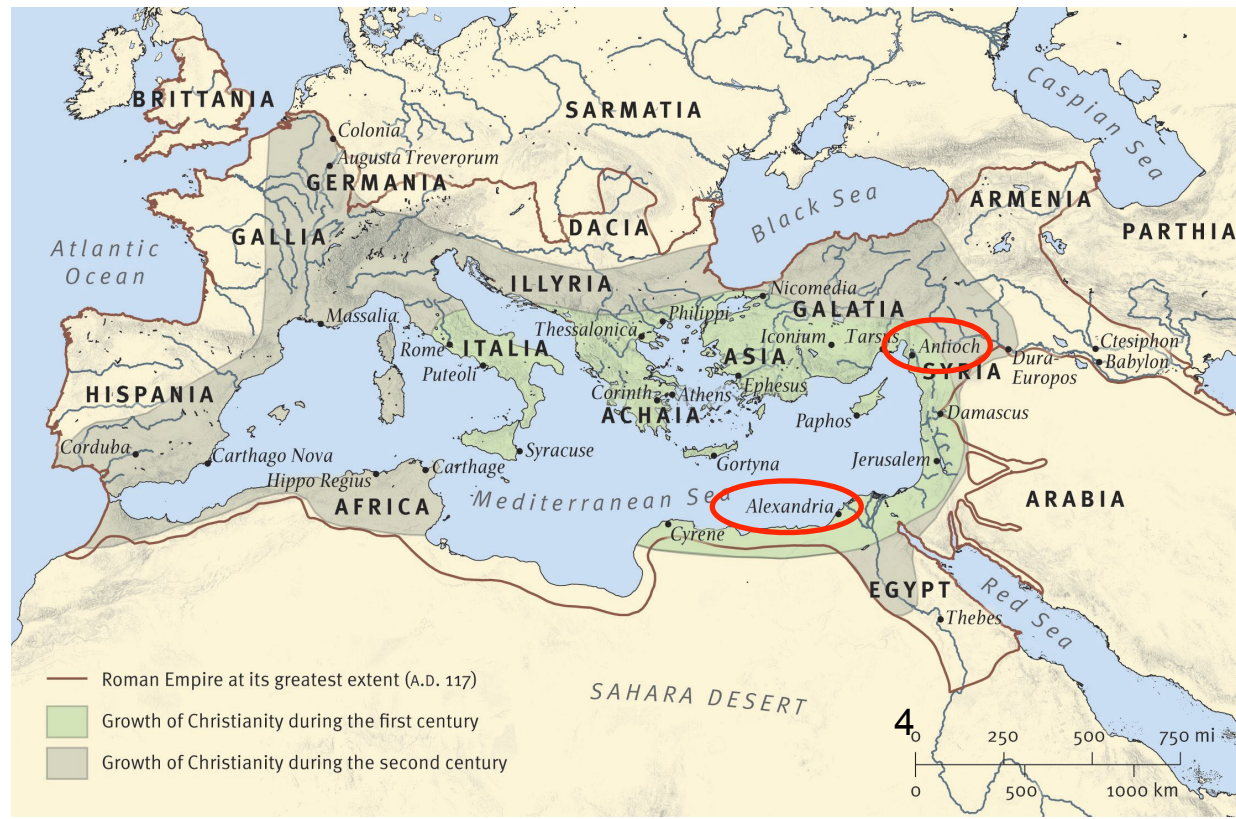 BRITTANIA
SARMATIA
Caspian Sea
Colonia
Augusta Treverorum
GERMANIA
ARMENIA
Black Sea
DACIA
PARTHIA
GALLIA
Atlantic
Ocean
ILLYRIA
Nicomedia
GALATIA
Massalia
Philippi
Thessalonica
Iconium
Tarsus
Antioch
Rome
ITALIA
ASIA
Ctesiphon
Babylon
Dura-
Europos
SYRIA
Puteoli
Ephesus
HISPANIA
Corinth
Athens
ACHAIA
Paphos
Damascus
Corduba
Carthago Nova
Syracuse
Gortyna
Jerusalem
Hippo Regius
Carthage
Mediterranean Sea
Alexandria
ARABIA
AFRICA
Cyrene
EGYPT
Thebes
Red Sea
SAHARA DESERT
Roman Empire at its greatest extent (A.D. 117)
Growth of Christianity during the first century
Growth of Christianity during the second century
4
0 250 500 750 mi
0 500 1000 km